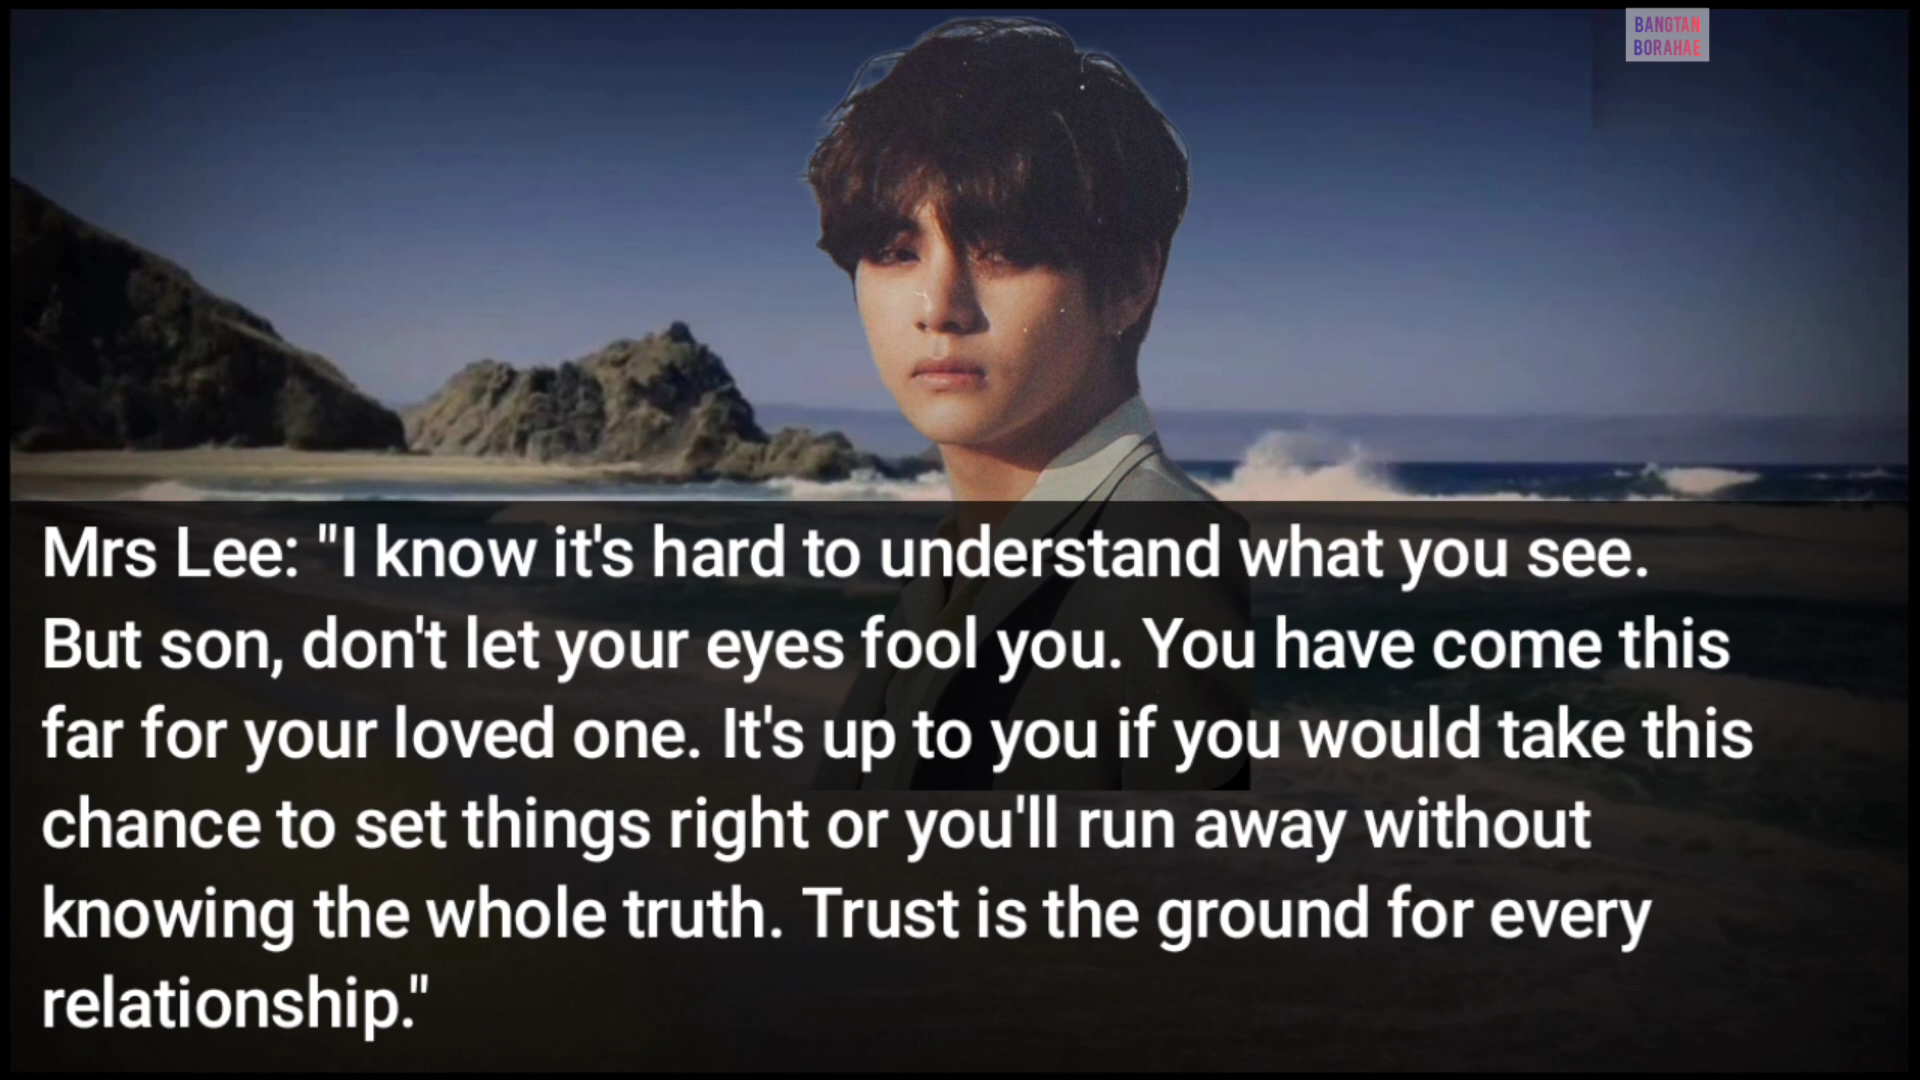 BANGTAN
BORAHAE
Mrs Lee: "I know it's hard to understand what you see.
But son, don't let your eyes fool you. You have come this
far for your loved one. It's up to you if you would take this
chance to set things right or you'll run away without
knowing the whole truth. Trust is the ground for every
relationship."